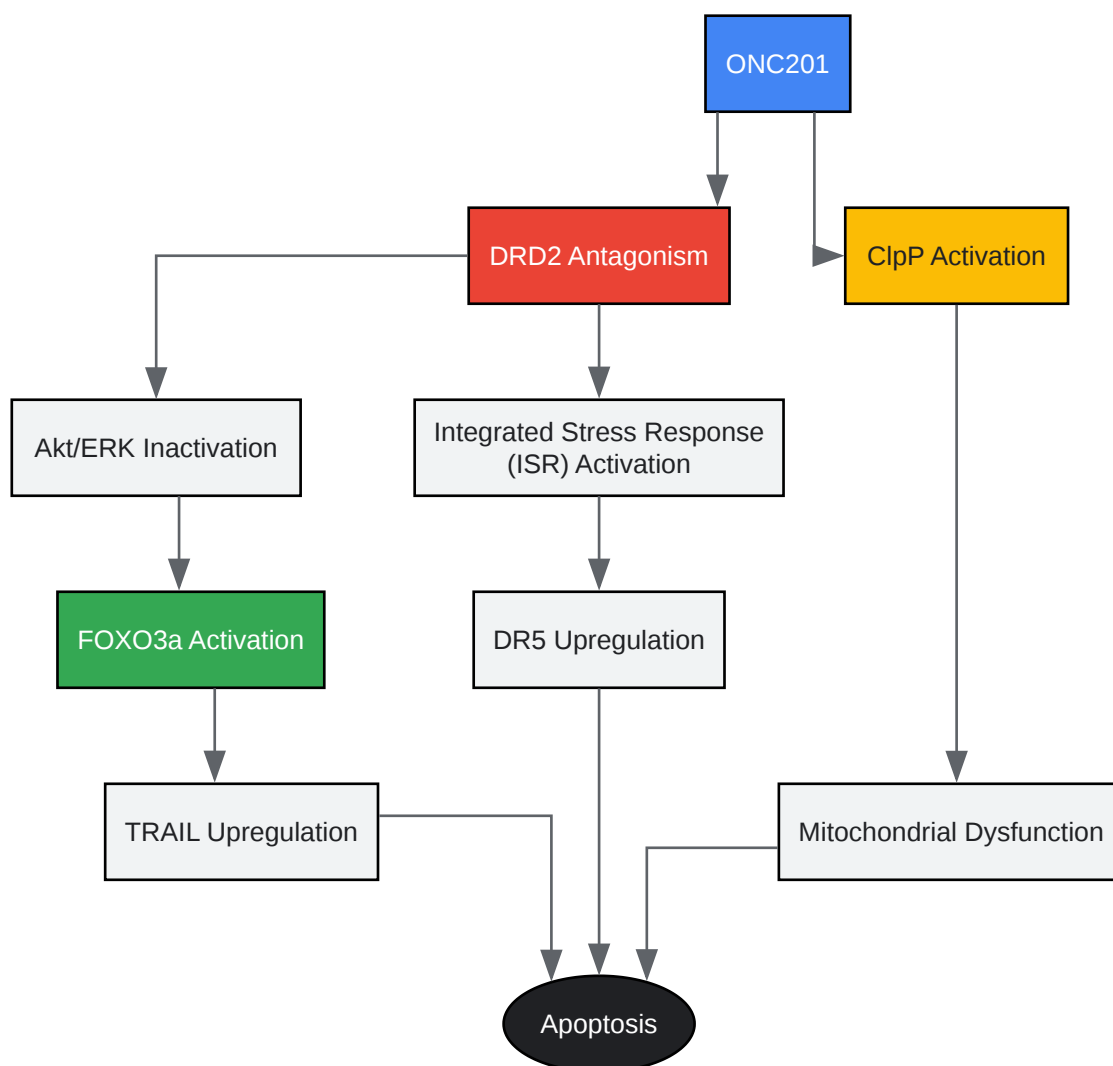 ONC201
DRD2 Antagonism
ClpP Activation
Akt/ERK Inactivation
Integrated Stress Response
(ISR) Activation
FOXO3a Activation
DR5 Upregulation
TRAIL Upregulation
Mitochondrial Dysfunction
Apoptosis